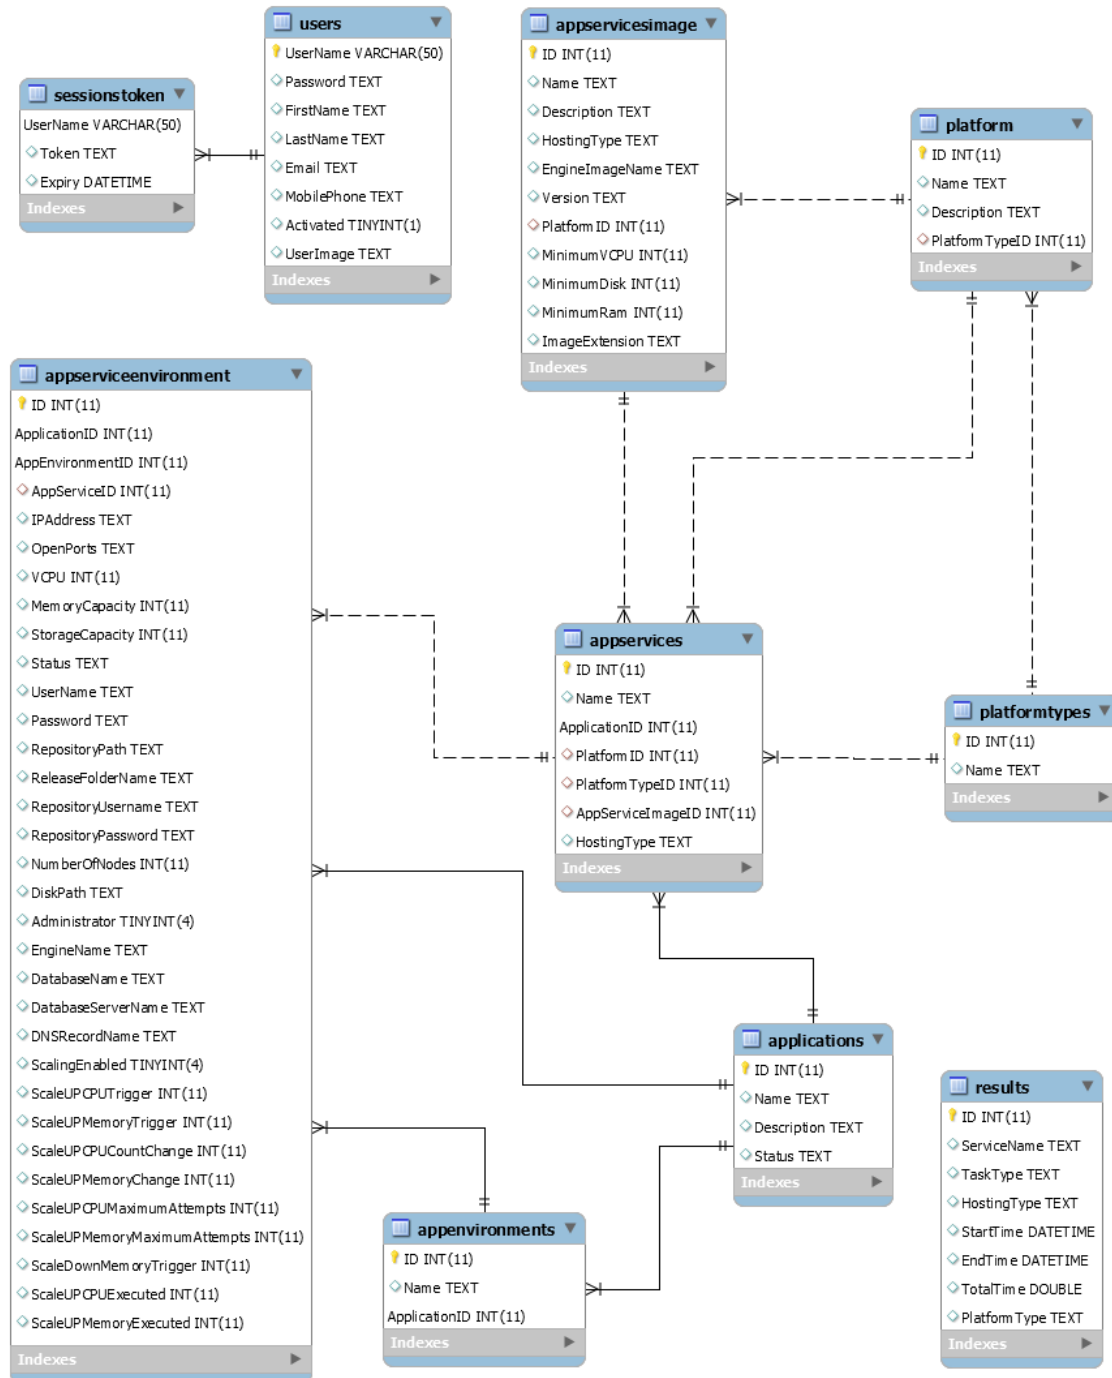 users
UserName VARCHAR(50)
Password TEXT
FirstName TEXT
LastName TEXT
Email TEXT
MobilePhone TEXT
Activated TINYINT(1)
UserImage TEXT
Indexes
sessionstoken
UserName VARCHAR(50)
Token TEXT
Expiry DATETIME
Indexes
appservicesimage
ID INT(11)
Name TEXT
Description TEXT
HostingType TEXT
EngineImageName TEXT
Version TEXT
PlatformID INT(11)
MinimumVCPU INT(11)
MinimumDisk INT(11)
MinimumRam INT(11)
ImageExtension TEXT
Indexes
platform
ID INT(11)
Name TEXT
Description TEXT
PlatformTypeID INT(11)
Indexes
appserviceenvironment
ID INT(11)
ApplicationID INT(11)
AppEnvironmentID INT(11)
AppServiceID INT(11)
IPAddress TEXT
OpenPorts TEXT
VCPU INT(11)
MemoryCapacity INT(11)
StorageCapacity INT(11)
Status TEXT
UserName TEXT
Password TEXT
RepositoryPath TEXT
ReleaseFolderName TEXT
RepositoryUsername TEXT
RepositoryPassword TEXT
NumberOfNodes INT(11)
DiskPath TEXT
Administrator TINYINT(4)
EngineName TEXT
DatabaseName TEXT
DatabaseServerName TEXT
DNSRecordName TEXT
ScalingEnabled TINYINT(4)
ScaleUPCPUTrigger INT(11)
ScaleUPMemoryTrigger INT(11)
ScaleUPCPUCountChange INT(11)
ScaleUPMemoryChange INT(11)
ScaleUPCPUMaximumAttempts INT(11)
ScaleUPMemoryMaximumAttempts INT(11)
ScaleDownMemoryTrigger INT(11)
ScaleUPCPUExecuted INT(11)
ScaleUPMemoryExecuted INT(11)
Indexes
appservices
ID INT(11)
Name TEXT
ApplicationID INT(11)
PlatformID INT(11)
PlatformTypeID INT(11)
AppServiceImageID INT(11)
HostingType TEXT
Indexes
platformtypes
ID INT(11)
Name TEXT
Indexes
applications
ID INT(11)
Name TEXT
Description TEXT
Status TEXT
Indexes
appenvironments
ID INT(11)
Name TEXT
ApplicationID INT(11)
Indexes
results
ID INT(11)
ServiceName TEXT
TaskType TEXT
HostingType TEXT
StartTime DATETIME
EndTime DATETIME
TotalTime DOUBLE
PlatformType TEXT
Indexes